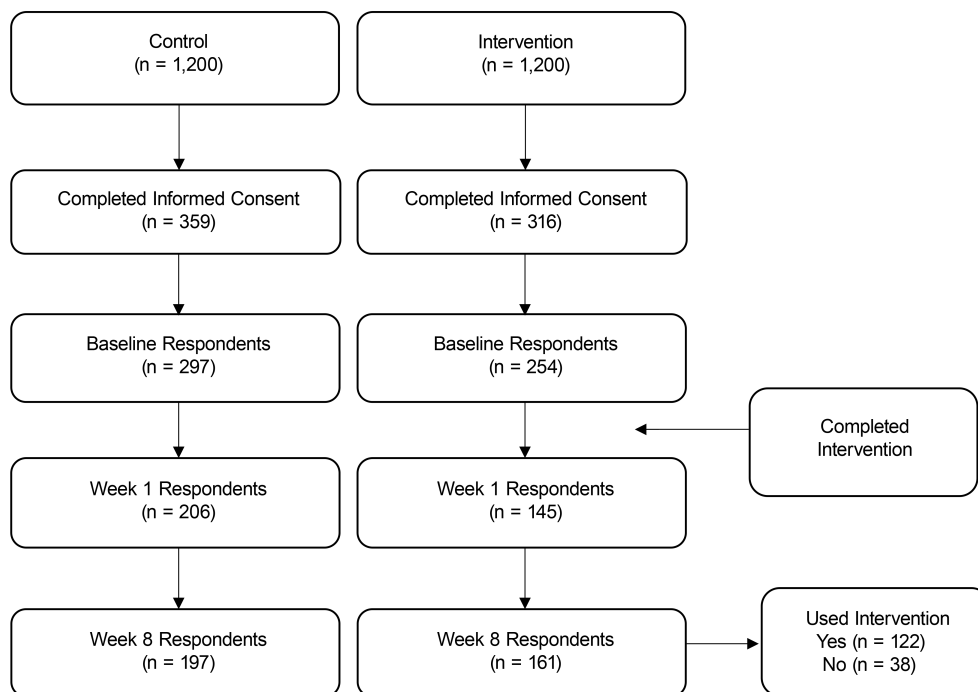 Control
(n = 1,200)
Intervention
(n = 1,200)
Completed Informed Consent
(n = 359)
Completed Informed Consent
(n = 316)
Baseline Respondents
(n = 297)
Baseline Respondents
(n = 254)
Completed
Intervention
Week 1 Respondents
(n = 206)
Week 1 Respondents
(n = 145)
Week 8 Respondents
(n = 197)
Week 8 Respondents
(n = 161)
Used Intervention
Yes (n = 122)
No (n = 38)